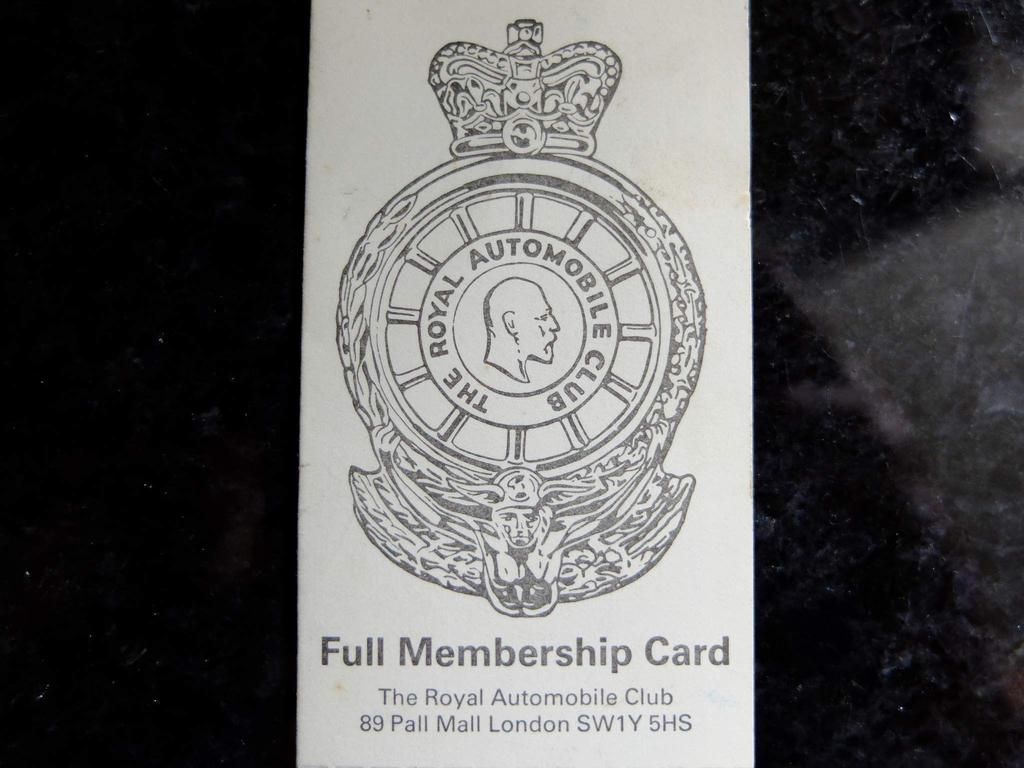 THE ROYAL AUTOMOBILE CLUB
Full Membership Card
The Royal Automobile Club
89 Pall Mall London SW1Y 5HS